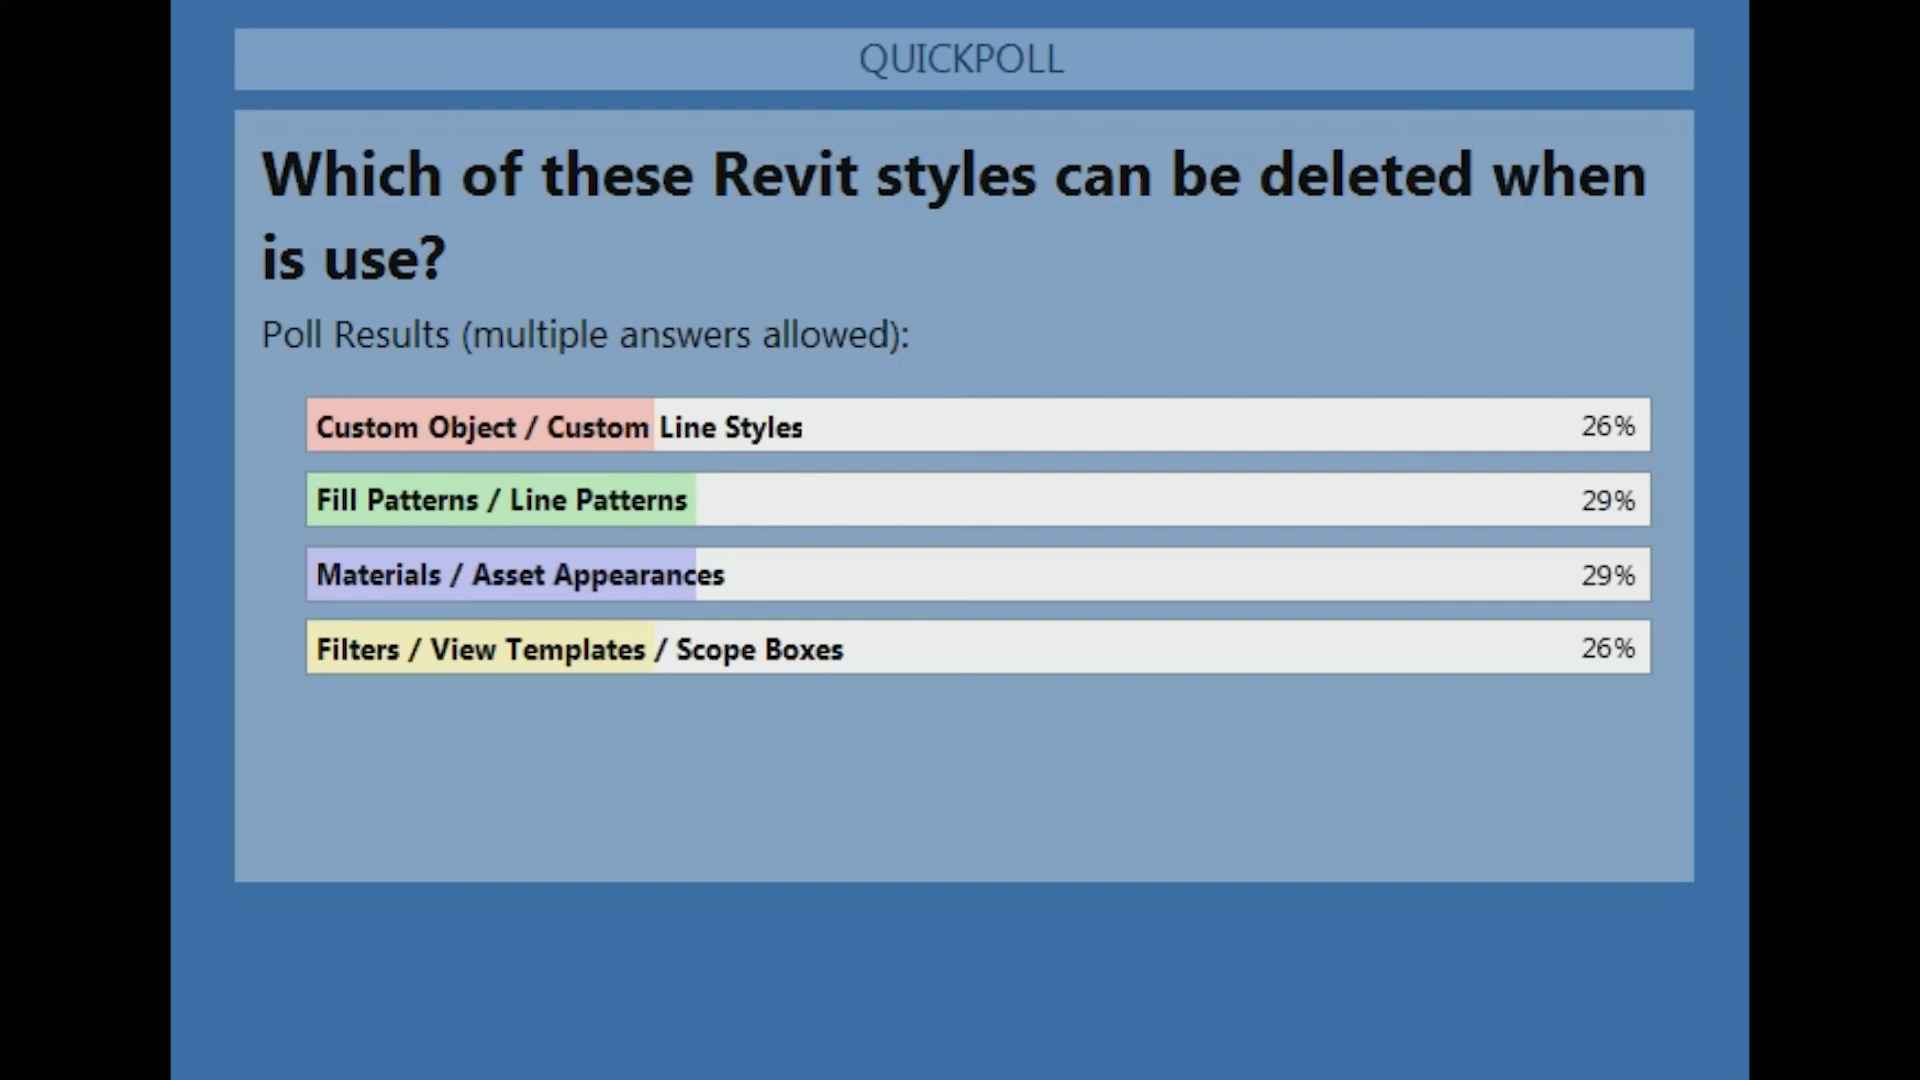 QUICKPOLL
Which of these Revit styles can be deleted when
is use?
Poll Results (multiple answers allowed):
Custom Object / Custom Line Styles 26%
Fill Patterns / Line Patterns 29%
Materials / Asset Appearances 29%
Filters / View Templates / Scope Boxes 26%